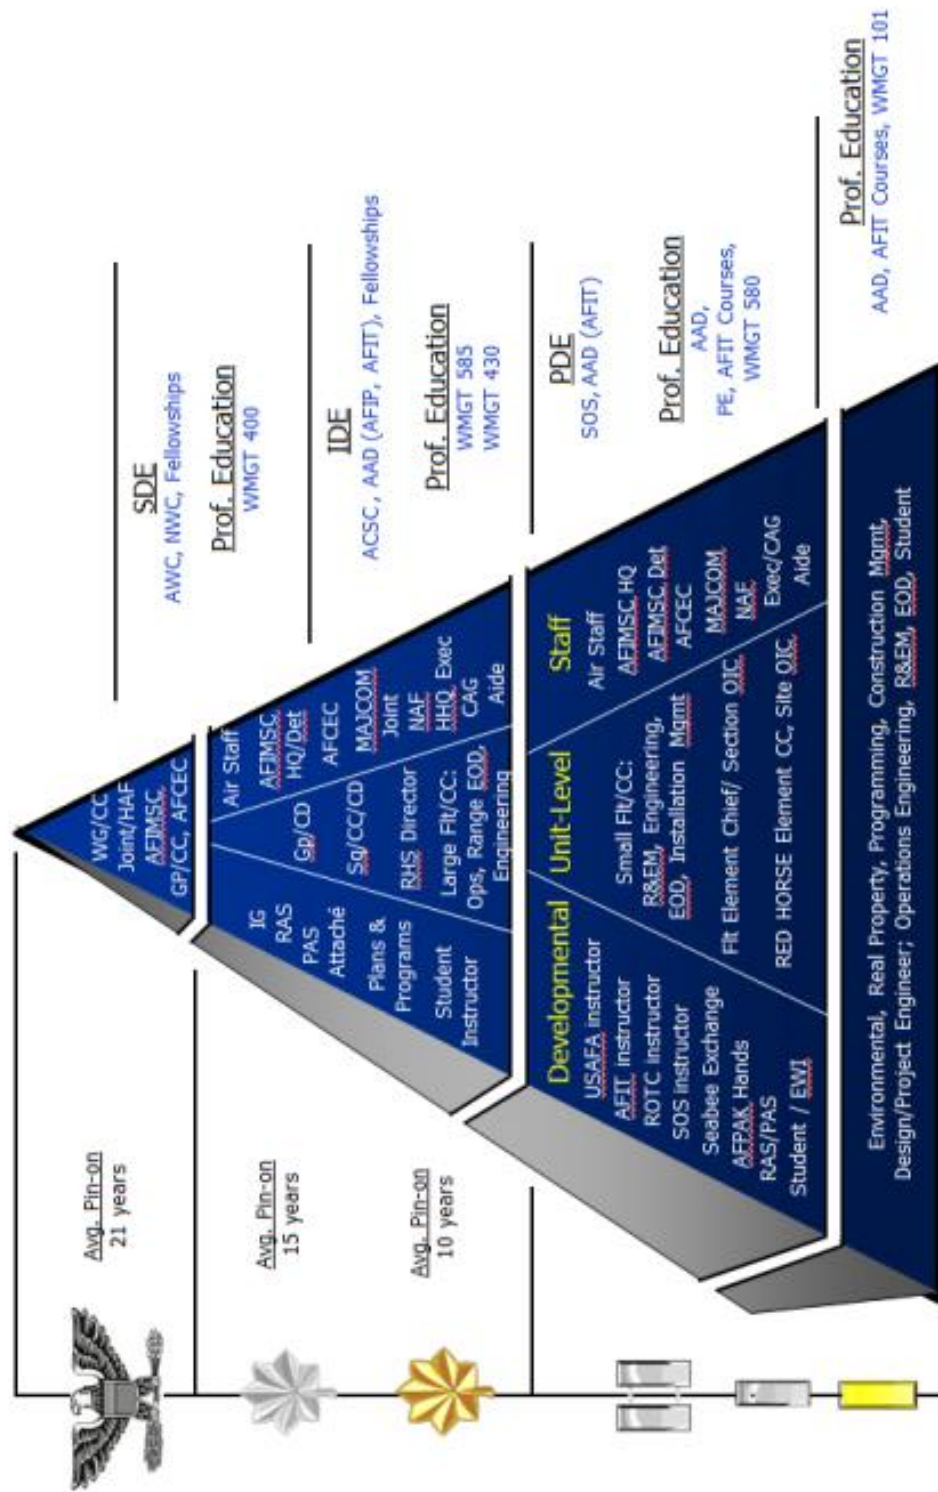 Avg. Pin-on
21 years
Avg. Pin-on
15 years
Avg. Pin-on
10 years
WG/CC
Joint/HAF
AFIMSC,
GP/CC, AFCEC
IG
RAS
PAS
Attaché
Plans &
Programs
Student
Instructor
Gp/CD
Sq/CC/CD
RHS Director
Large Flt/CC:
Ops, Range EOD,
Engineering
Air Staff
AFIMSC
HQ/Det
AFCEC
MAJCOM
Joint
NAF
HHQ Exec
CAG
Aide
Developmental
USAFA instructor
AFIT instructor
ROTC instructor
SOS instructor
Seabee Exchange
AFPAK Hands
RAS/PAS
Student / EWI
Unit-Level
Small Flt/CC:
R&EM, Engineering,
EOD, Installation Mgmt
Flt Element Chief/ Section OIC
RED HORSE Element CC, Site OIC
Staff
Air Staff
AFIMSC HQ
AFIMSC Det
AFCEC
MAJCOM
NAF
Exec/CAG
Aide
Environmental, Real Property, Programming, Construction Mgmt,
Design/Project Engineer; Operations Engineering, R&EM, EOD, Student
SDE
AWC, NWC, Fellowships
Prof. Education
WMGT 400
IDE
ACSC, AAD (AFIP, AFIT), Fellowships
Prof. Education
WMGT 585
WMGT 430
PDE
SOS, AAD (AFIT)
Prof. Education
AAD,
PE, AFIT Courses,
WMGT 580
Prof. Education
AAD, AFIT Courses, WMGT 101